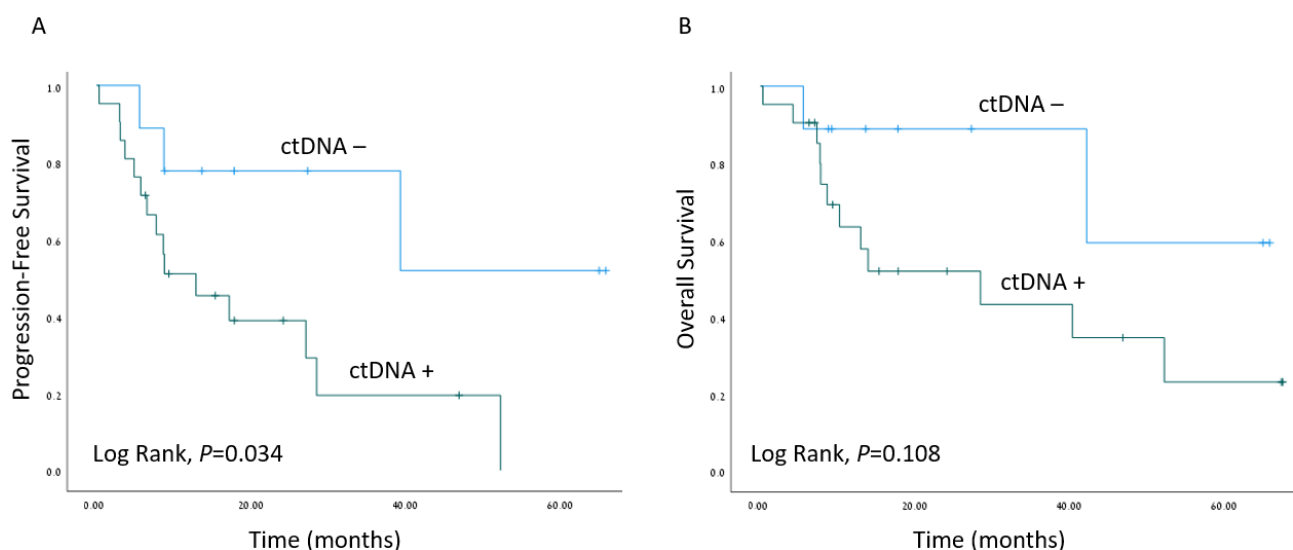 A
Progression-Free Survival
1.0
0.8
0.6
0.4
0.2
0.0
ctDNA –
ctDNA +
Log Rank, P=0.034
0.00 20.00 40.00 60.00
Time (months)
B
Overall Survival
1.0
0.8
0.6
0.4
0.2
0.0
ctDNA –
ctDNA +
Log Rank, P=0.108
0.00 20.00 40.00 60.00
Time (months)